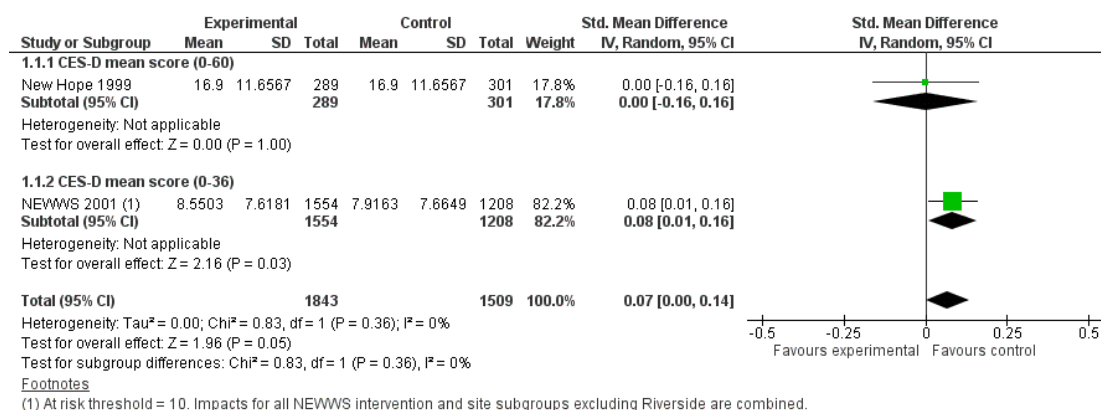 Experimental Control Std. Mean Difference Std. Mean Difference
Study or Subgroup Mean SD Total Mean SD Total Weight IV, Random, 95% CI IV, Random, 95% CI
1.1.1 CES-D mean score (0-60)
New Hope 1999 16.9 11.6567 289 16.9 11.6567 301 17.8% 0.00 [-0.16, 0.16]
Subtotal (95% CI) 289 301 17.8% 0.00 [-0.16, 0.16]
Heterogeneity: Not applicable
Test for overall effect: Z = 0.00 (P = 1.00)
1.1.2 CES-D mean score (0-36)
NEWWS 2001 (1) 8.5503 7.6181 1554 7.9163 7.6649 1208 82.2% 0.08 [0.01, 0.16]
Subtotal (95% CI) 1554 1208 82.2% 0.08 [0.01, 0.16]
Heterogeneity: Not applicable
Test for overall effect: Z = 2.16 (P = 0.03)
Total (95% CI) 1843 1509 100.0% 0.07 [0.00, 0.14]
Heterogeneity: Tau² = 0.00; Chi² = 0.83, df = 1 (P = 0.36); I² = 0%
Test for overall effect: Z = 1.96 (P = 0.05)
Test for subgroup differences: Chi² = 0.83, df = 1 (P = 0.36), I² = 0%
-0.5 -0.25 0 0.25 0.5
Favours experimental Favours control
Footnotes
(1) At risk threshold = 10. Impacts for all NEWWS intervention and site subgroups excluding Riverside are combined.